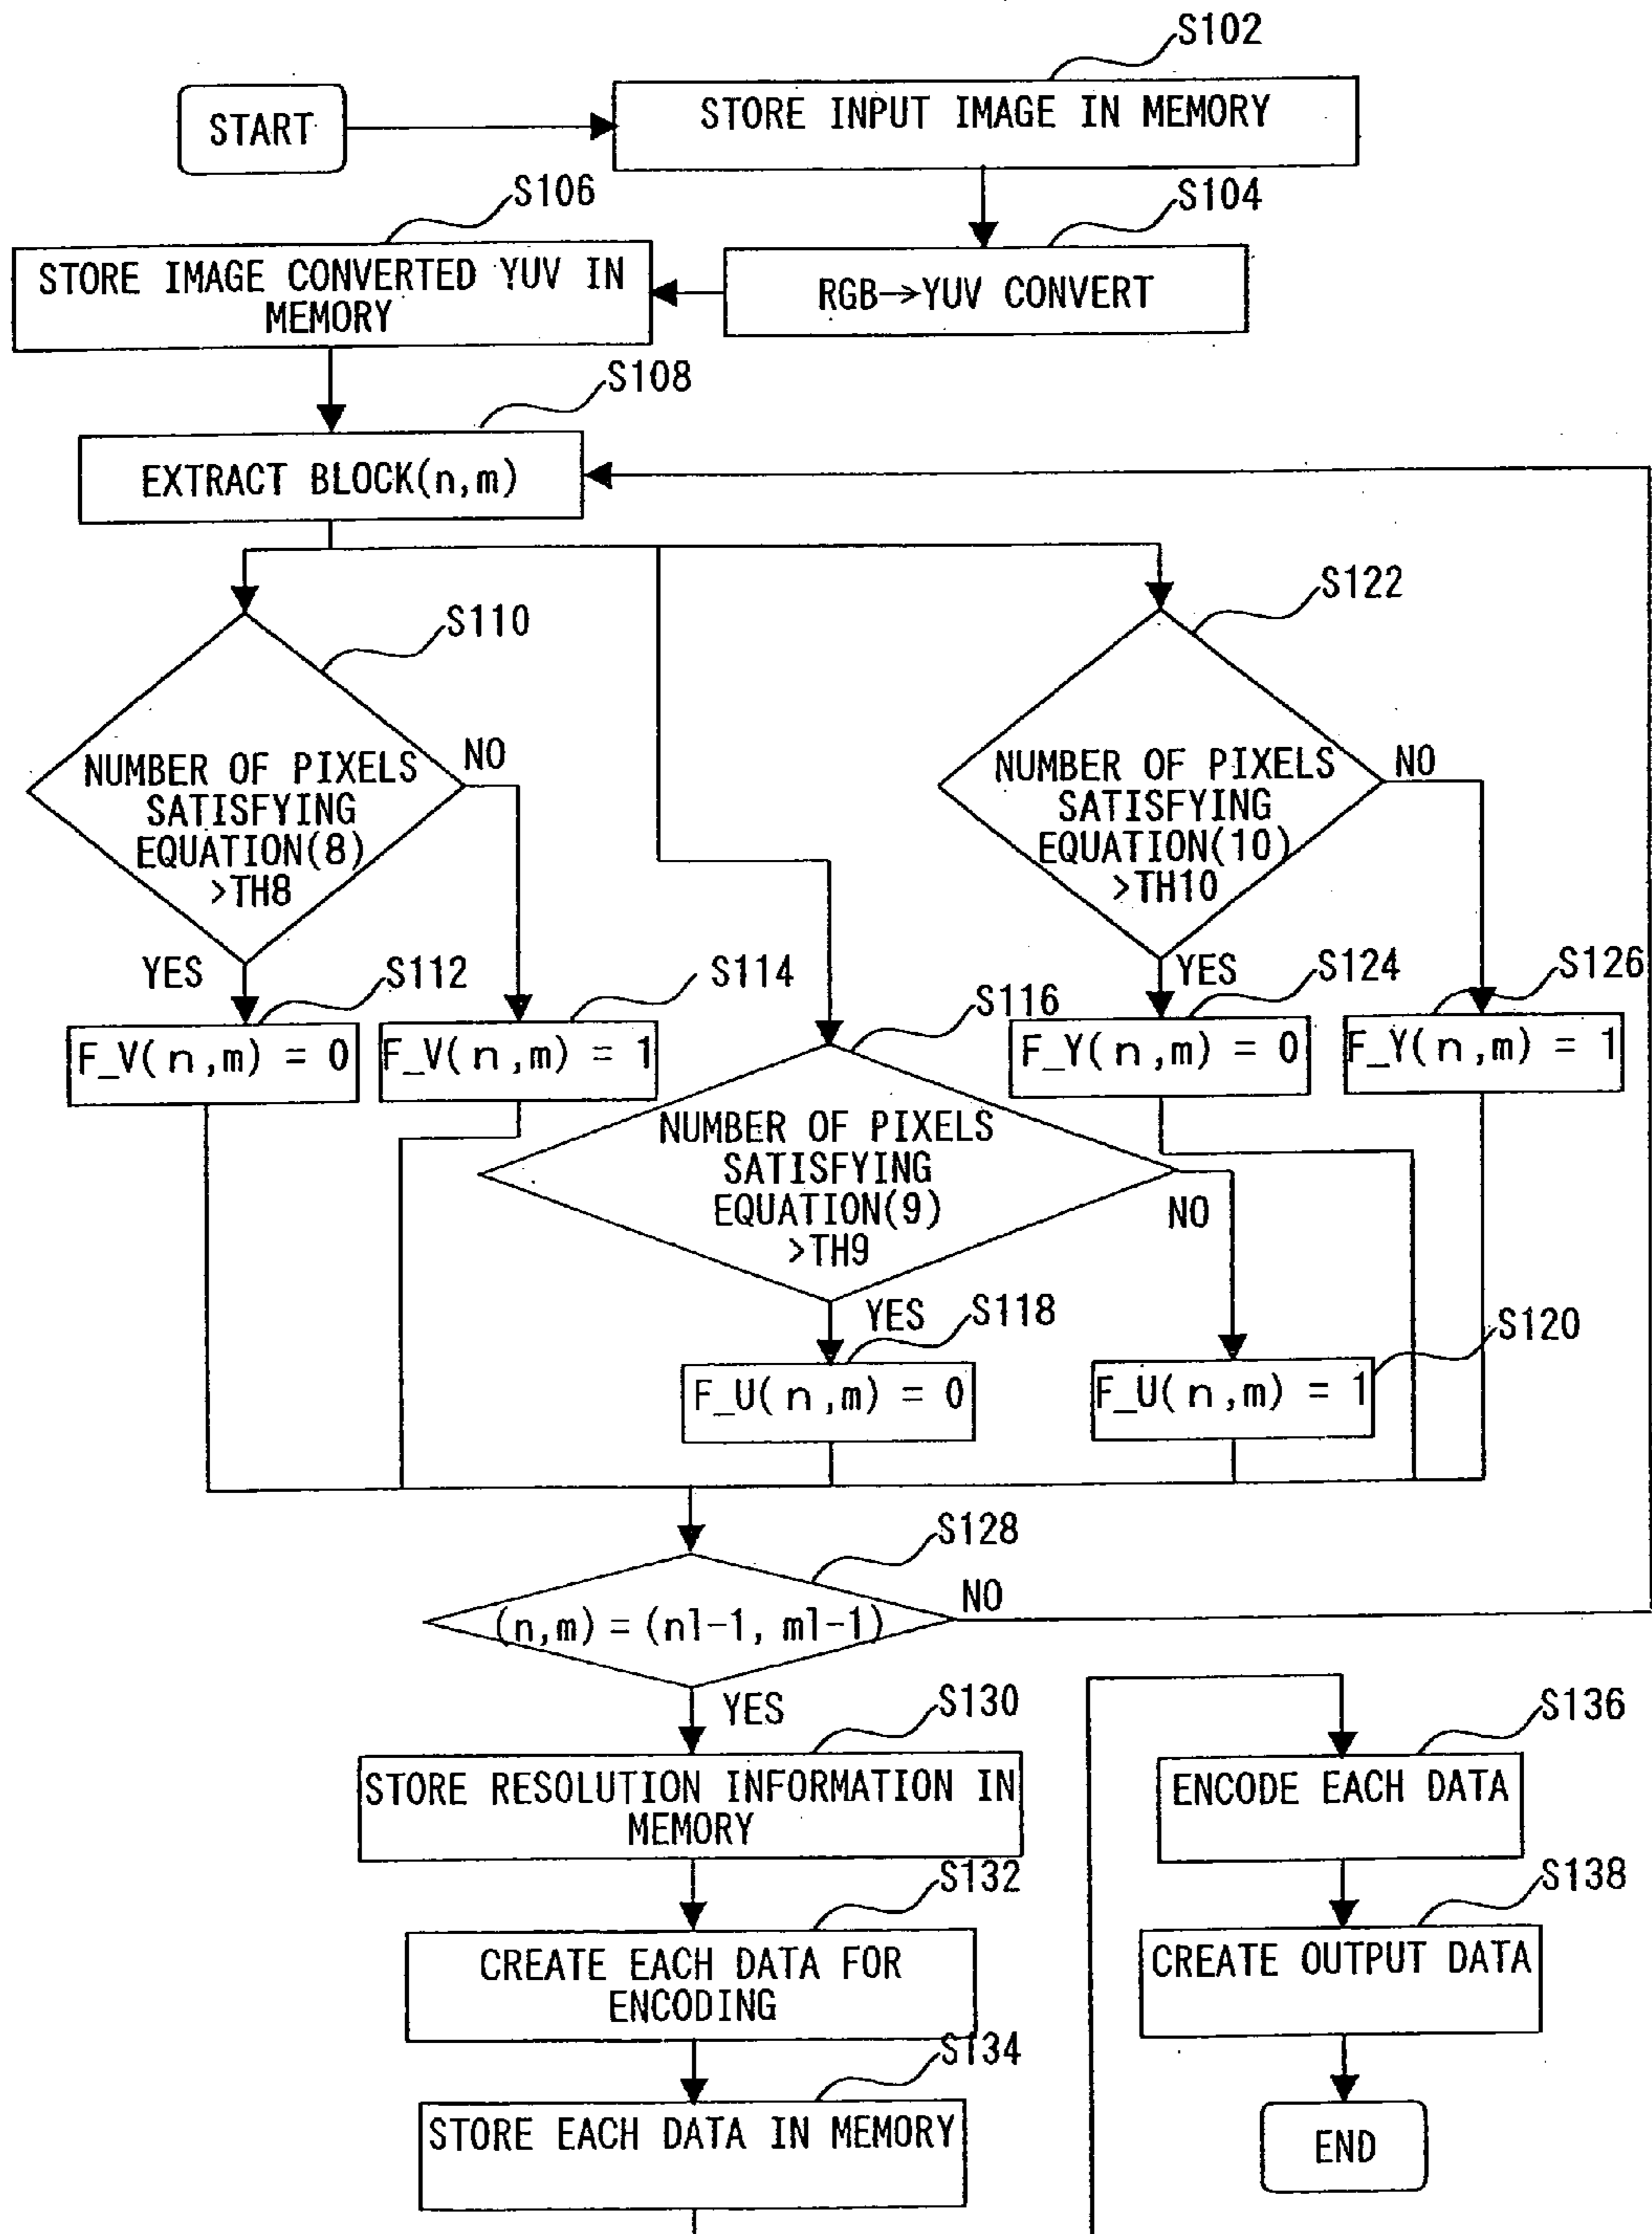 S102
START
STORE INPUT IMAGE IN MEMORY
S106
S104
STORE IMAGE CONVERTED YUV IN
MEMORY
RGB→YUV CONVERT
S108
EXTRACT BLOCK(n,m)
S110
S122
NUMBER OF PIXELS
SATISFYING
EQUATION(8)
>TH8
NO
NUMBER OF PIXELS
SATISFYING
EQUATION(10)
>TH10
NO
YES
S112
S114
S116
YES
S124
S126
F_V(n,m) = 0
F_V(n,m) = 1
F_Y(n,m) = 0
F_Y(n,m) = 1
NUMBER OF PIXELS
SATISFYING
EQUATION(9)
>TH9
NO
YES
S118
S120
F_U(n,m) = 0
F_U(n,m) = 1
S128
(n,m) = (nl-1, ml-1)
NO
YES
S130
STORE RESOLUTION INFORMATION IN
MEMORY
S132
CREATE EACH DATA FOR
ENCODING
S134
STORE EACH DATA IN MEMORY
S136
ENCODE EACH DATA
S138
CREATE OUTPUT DATA
END